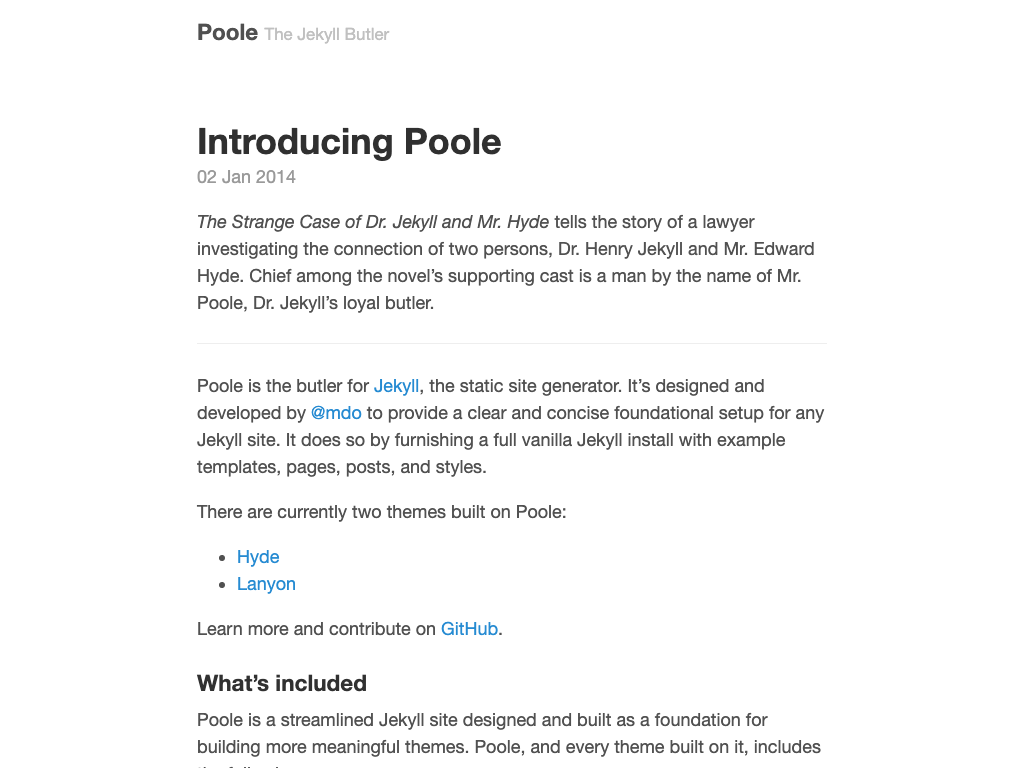 Poole The Jekyll Butler
Introducing Poole
02 Jan 2014
The Strange Case of Dr. Jekyll and Mr. Hyde tells the story of a lawyer
investigating the connection of two persons, Dr. Henry Jekyll and Mr. Edward
Hyde. Chief among the novel’s supporting cast is a man by the name of Mr.
Poole, Dr. Jekyll’s loyal butler.
Poole is the butler for Jekyll, the static site generator. It’s designed and
developed by @mdo to provide a clear and concise foundational setup for any
Jekyll site. It does so by furnishing a full vanilla Jekyll install with example
templates, pages, posts, and styles.
There are currently two themes built on Poole:
• Hyde
• Lanyon
Learn more and contribute on GitHub.
What’s included
Poole is a streamlined Jekyll site designed and built as a foundation for
building more meaningful themes. Poole, and every theme built on it, includes